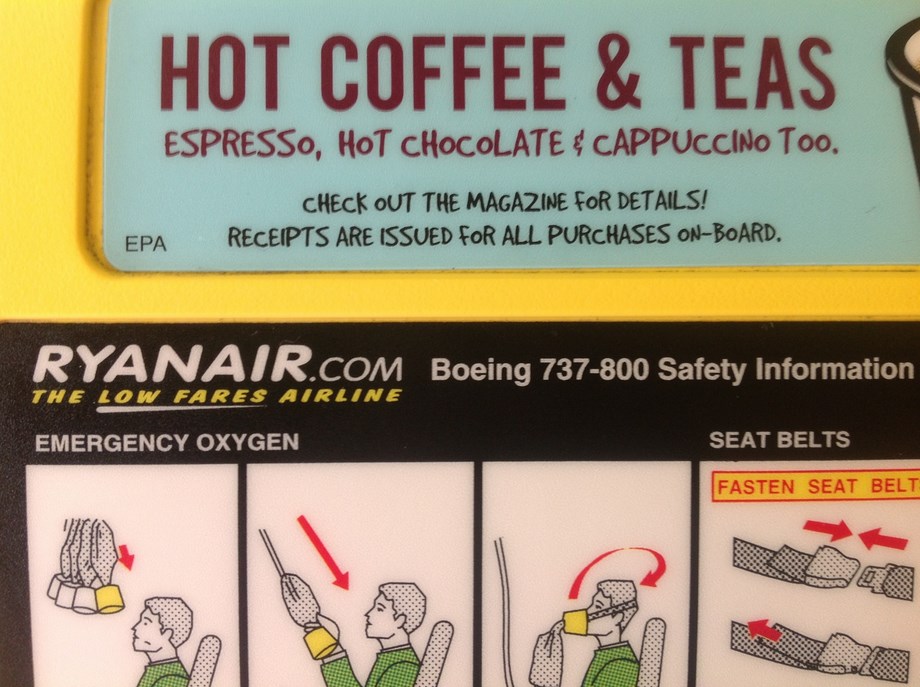 HOT COFFEE & TEAS
ESPRESSO, HOT CHOCOLATE & CAPPUCCINO TOO.
CHECK OUT THE MAGAZINE FOR DETAILS!
RECEIPTS ARE ISSUED FOR ALL PURCHASES ON-BOARD.
EPA
RYANAIR.COM
THE LOW FARES AIRLINE
Boeing 737-800 Safety Information
EMERGENCY OXYGEN
SEAT BELTS
FASTEN SEAT BELT